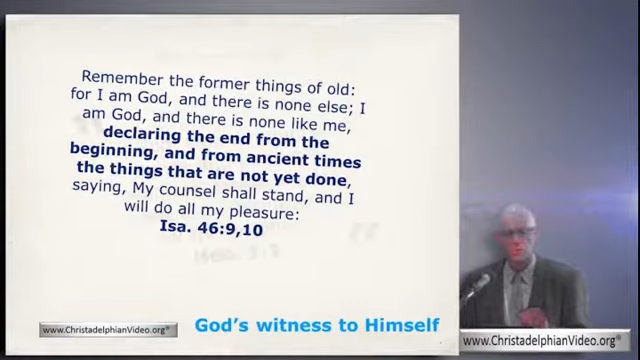 Remember the former things of old:
for I am God, and there is none else; I
am God, and there is none like me,
declaring the end from the
beginning, and from ancient times
the things that are not yet done,
saying, My counsel shall stand, and I
will do all my pleasure:
Isa. 46:9,10
God's witness to Himself
www.ChristadelphianVideo.org®
www.ChristadelphianVideo.org®